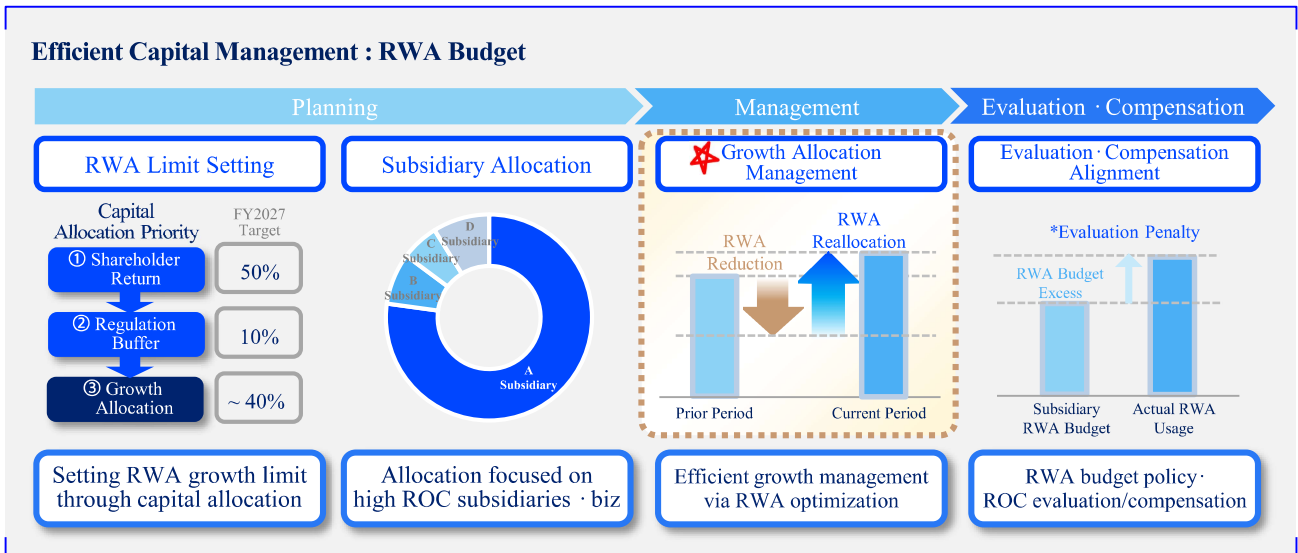 Efficient Capital Management : RWA Budget
Planning
Management
Evaluation · Compensation
RWA Limit Setting
Subsidiary Allocation
Growth Allocation
Management
Evaluation · Compensation
Alignment
Capital
Allocation Priority
FY2027
Target
① Shareholder
Return
50%
② Regulation
Buffer
10%
③ Growth
Allocation
~ 40%
D
Subsidiary
C
Subsidiary
B
Subsidiary
A
Subsidiary
RWA
Reduction
RWA
Reallocation
Prior Period
Current Period
*Evaluation Penalty
RWA Budget
Excess
Subsidiary
RWA Budget
Actual RWA
Usage
Setting RWA growth limit
through capital allocation
Allocation focused on
high ROC subsidiaries · biz
Efficient growth management
via RWA optimization
RWA budget policy·
ROC evaluation/compensation